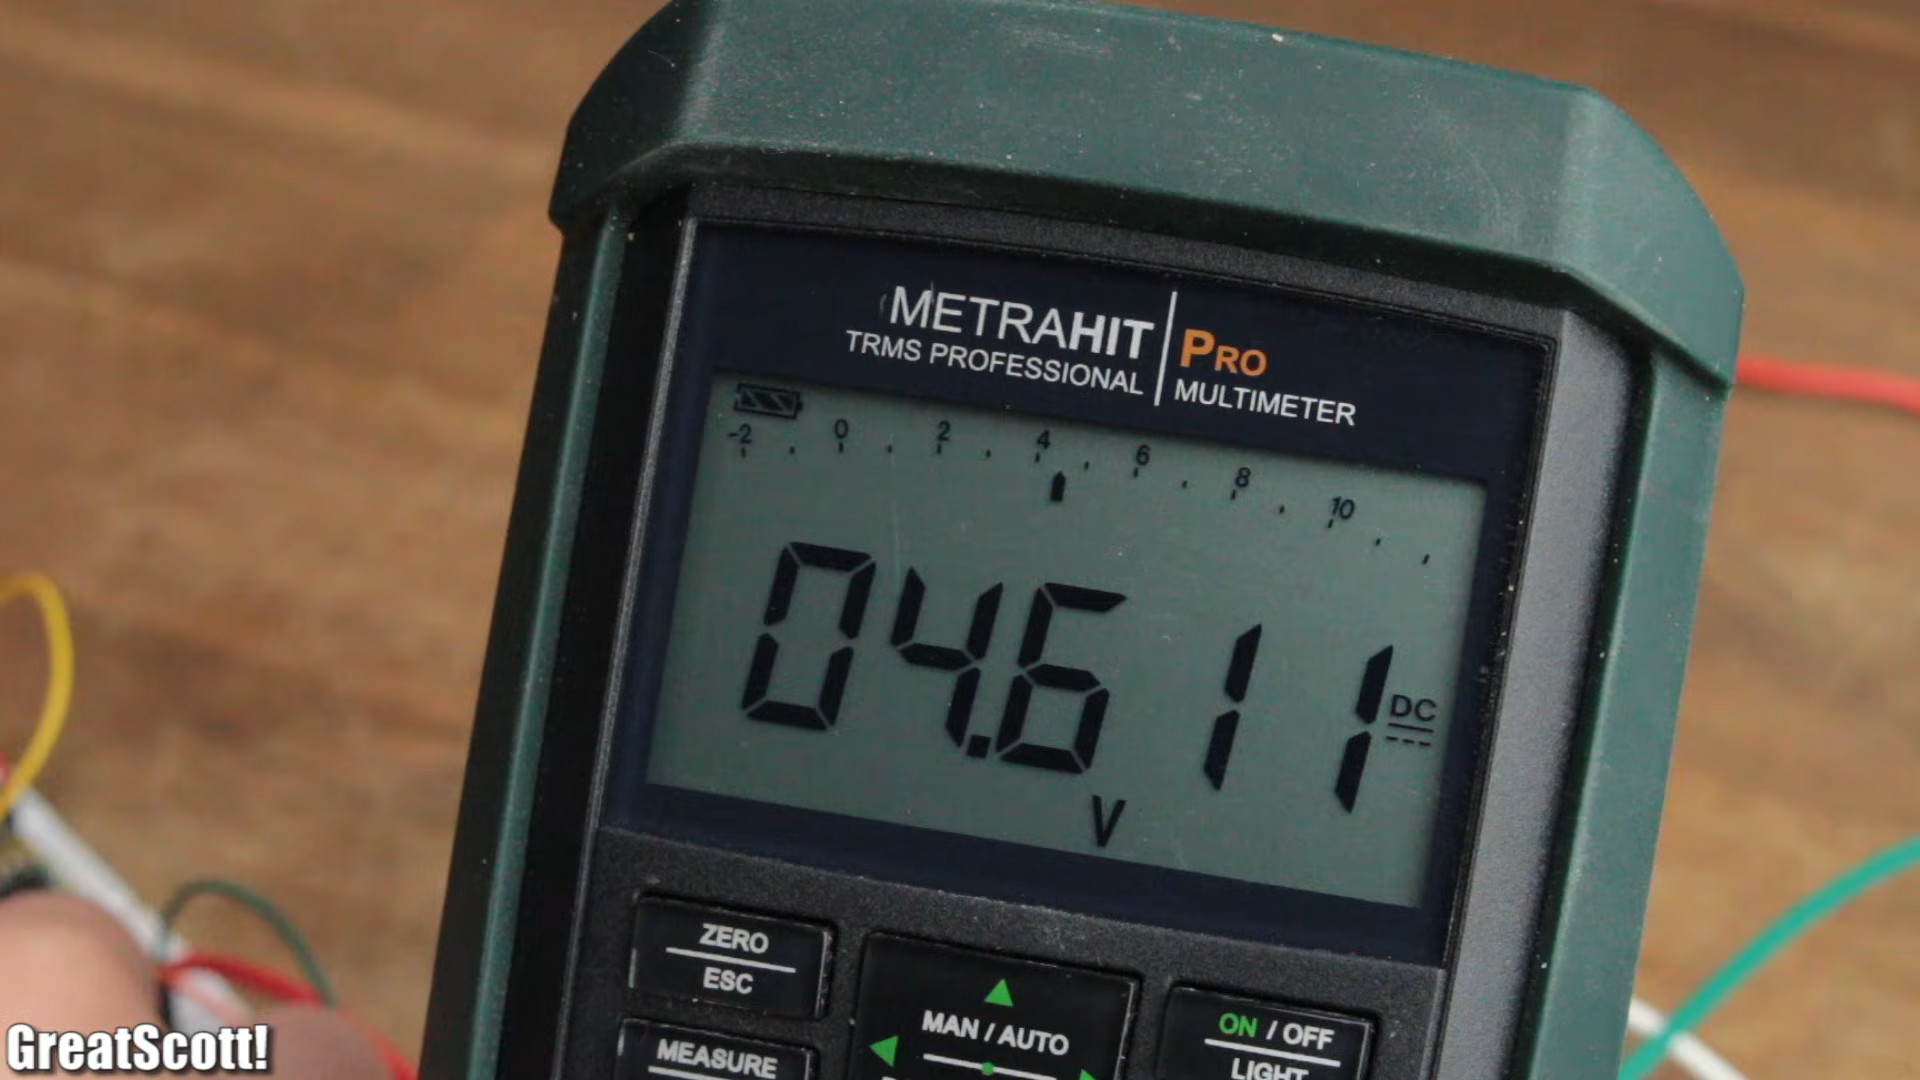 METRAHIT PRO
TRMS PROFESSIONAL MULTIMETER
-2 0 2 4 6 8 10
04.611 DC
V
ZERO
ESC
MAN / AUTO
ON / OFF
LIGHT
MEASURE
GreatScott!